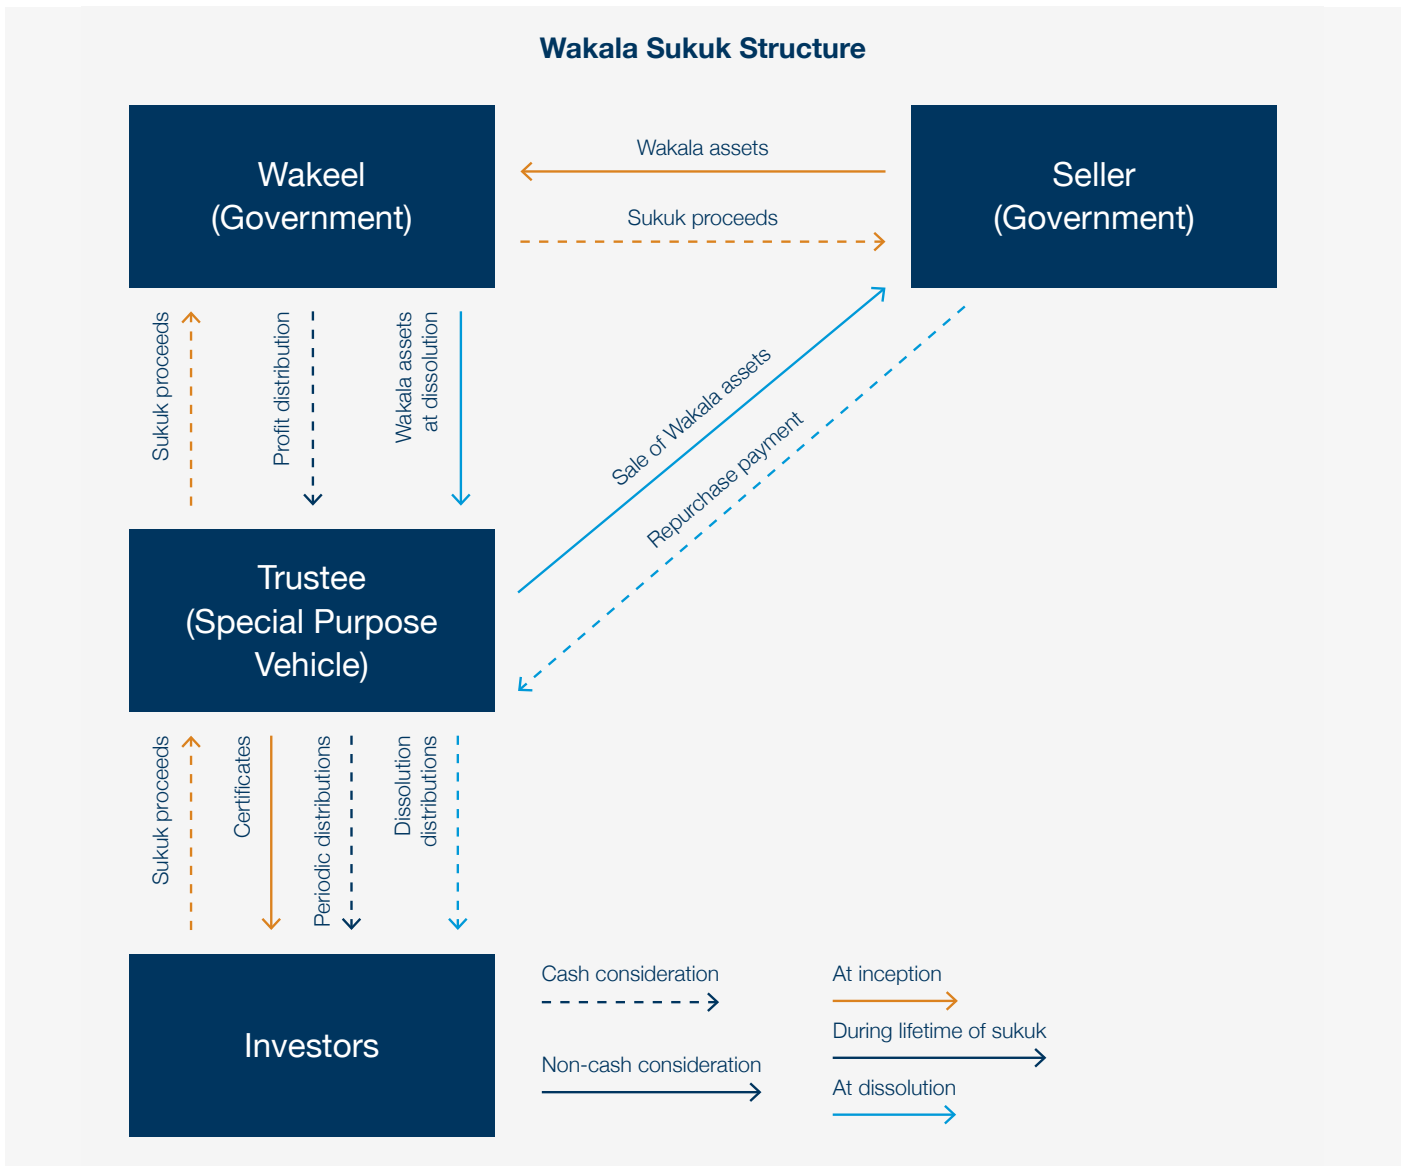 Wakala Sukuk Structure
Wakeel
(Government)
Wakala assets
Sukuk proceeds
Seller
(Government)
Sukuk proceeds
Profit distribution
Wakala assets
at dissolution
Sale of Wakala assets
Repurchase payment
Trustee
(Special Purpose
Vehicle)
Sukuk proceeds
Certificates
Periodic distributions
Dissolution
distributions
Investors
Cash consideration
Non-cash consideration
At inception
During lifetime of sukuk
At dissolution